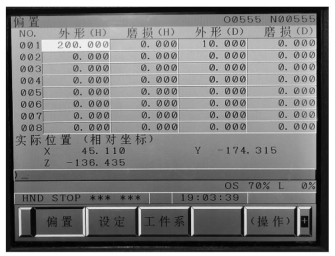 偏置 O0555 N00555
NO. 外形(H) 磨损(H) 外形(D) 磨损(D)
001 200.000 0.000 10.000 0.000
002 0.000 0.000 0.000 0.000
003 0.000 0.000 0.000 0.000
004 0.000 0.000 0.000 0.000
005 0.000 0.000 0.000 0.000
006 0.000 0.000 0.000 0.000
007 0.000 0.000 0.000 0.000
008 0.000 0.000 0.000 0.000
实际位置 (相对坐标)
X 45.110 Y -174.315
Z -136.435
)_
OS 70% L 0%
HND STOP *** *** 19:03:39
偏置 设定 工件系 (操作) +